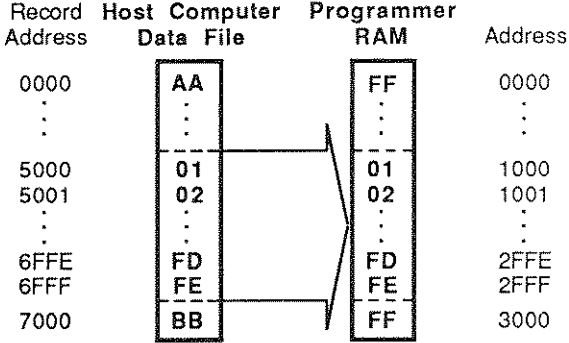 Record Host Computer Programmer
Address Data File RAM Address
0000 AA FF 0000
5000 01 01 1000
5001 02 02 1001
6FFE FD FD 2FFE
6FFF FE FE 2FFF
7000 BB FF 3000